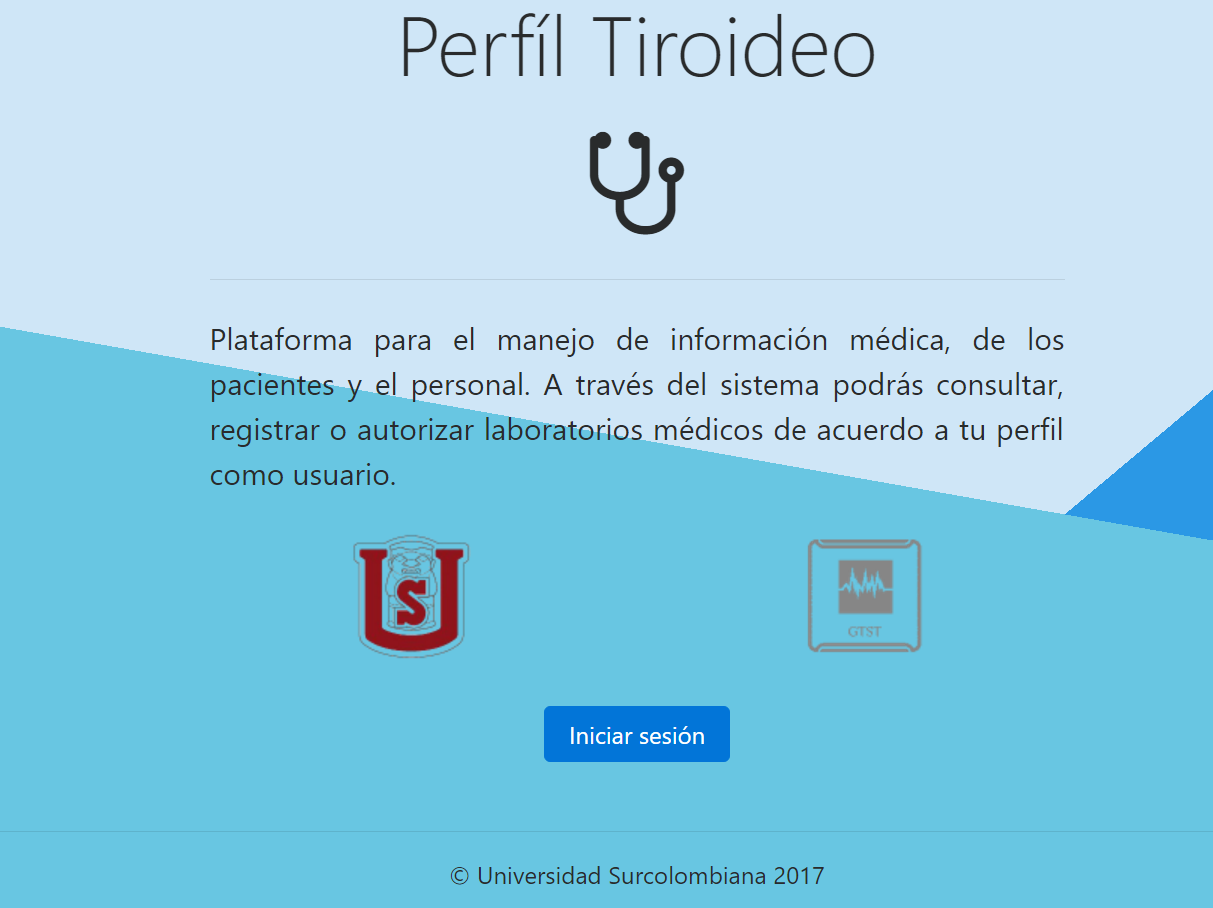 Perfíl Tiroideo
Plataforma para el manejo de información médica, de los
pacientes y el personal. A través del sistema podrás consultar,
registrar o autorizar laboratorios médicos de acuerdo a tu perfil
como usuario.
US
GTST
Iniciar sesión
© Universidad Surcolombiana 2017